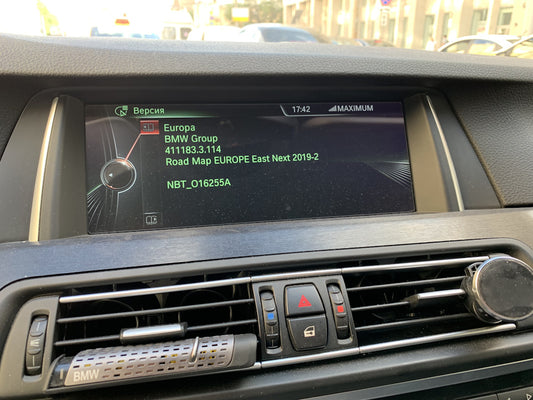 Версия
17:42
MAXIMUM
Europa
BMW Group
411183.3.114
Road Map EUROPE East Next 2019-2
NBT_O16255A
BMW